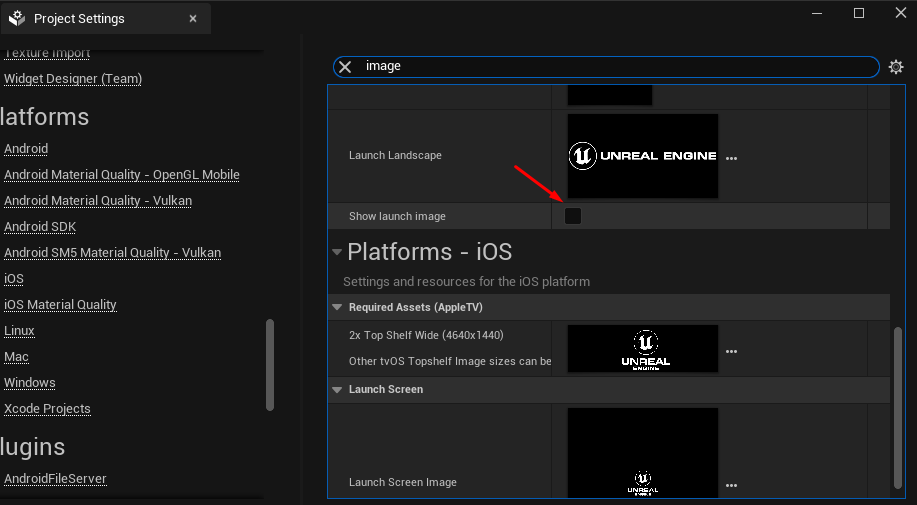 Project Settings
Texture Import
Widget Designer (Team)
latforms
Android
Android Material Quality - OpenGL Mobile
Android Material Quality - Vulkan
Android SDK
Android SM5 Material Quality - Vulkan
iOS
iOS Material Quality
Linux
Mac
Windows
Xcode Projects
lugins
AndroidFileServer
image
Launch Landscape
UNREAL ENGINE
Show launch image
Platforms - iOS
Settings and resources for the iOS platform
Required Assets (AppleTV)
2x Top Shelf Wide (4640x1440)
Other tvOS Topshelf Image sizes can be
UNREAL
ENGINE
Launch Screen
Launch Screen Image
UNREAL
ENGINE